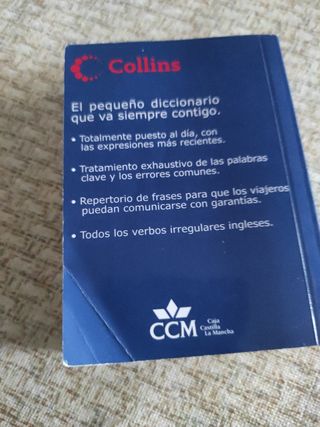 Collins
El pequeño diccionario
que va siempre contigo.
• Totalmente puesto al día, con
las expresiones más recientes.
• Tratamiento exhaustivo de las palabras
clave y los errores comunes.
• Repertorio de frases para que los viajeros
puedan comunicarse con garantías.
• Todos los verbos irregulares ingleses.
CCM
Caja
Castilla
La Mancha